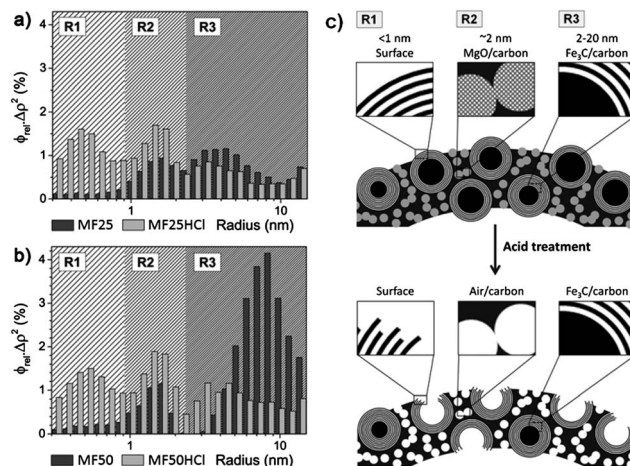 a)
R1
R2
R3
ϕrel.Δρ² (%)
4
3
2
1
0
1
10
MF25
MF25HCl
Radius (nm)
b)
R1
R2
R3
ϕrel.Δρ² (%)
4
3
2
1
0
1
10
MF50
MF50HCl
Radius (nm)
c)
R1
R2
R3
<1 nm
~2 nm
2-20 nm
Surface
MgO/carbon
Fe₃C/carbon
Acid treatment
Surface
Air/carbon
Fe₃C/carbon